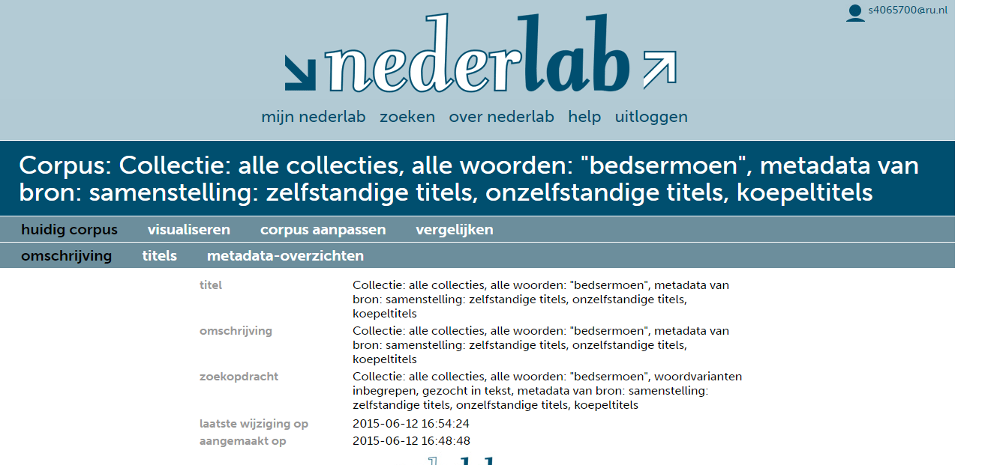 s4065700@ru.nl
nederlab
mijn nederlab zoeken over nederlab help uitloggen
Corpus: Collectie: alle collecties, alle woorden: "bedsermoen", metadata van
bron: samenstelling: zelfstandige titels, onzelfstandige titels, koepeltitels
huidig corpus visualiseren corpus aanpassen vergelijken
omschrijving titels metadata-overzichten
titel Collectie: alle collecties, alle woorden: "bedsermoen", metadata van
bron: samenstelling: zelfstandige titels, onzelfstandige titels,
koepeltitels
omschrijving Collectie: alle collecties, alle woorden: "bedsermoen", metadata van
bron: samenstelling: zelfstandige titels, onzelfstandige titels,
koepeltitels
zoekopdracht Collectie: alle collecties, alle woorden: "bedsermoen", woordvarianten
inbegrepen, gezocht in tekst, metadata van bron: samenstelling:
zelfstandige titels, onzelfstandige titels, koepeltitels
laatste wijziging op 2015-06-12 16:54:24
aangemaakt op 2015-06-12 16:48:48